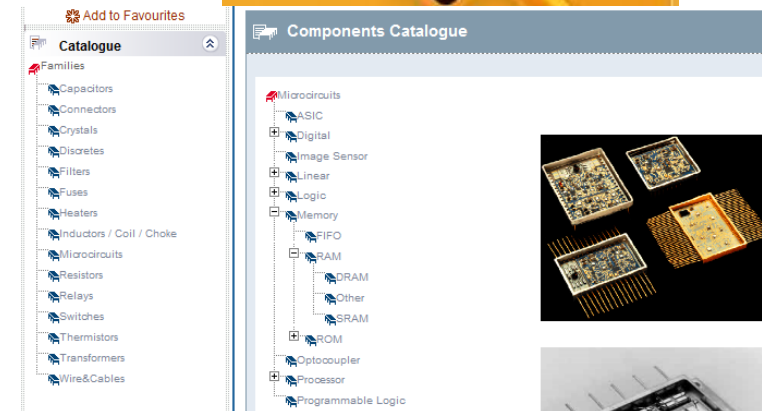 Add to Favourites
Catalogue
Families
Capacitors
Connectors
Crystals
Discretes
Filters
Fuses
Heaters
Inductors / Coil / Choke
Microcircuits
Resistors
Relays
Switches
Thermistors
Transformers
Wire&Cables
Components Catalogue
Microcircuits
ASIC
Digital
Image Sensor
Linear
Logic
Memory
FIFO
RAM
DRAM
Other
SRAM
ROM
Optocoupler
Processor
Programmable Logic